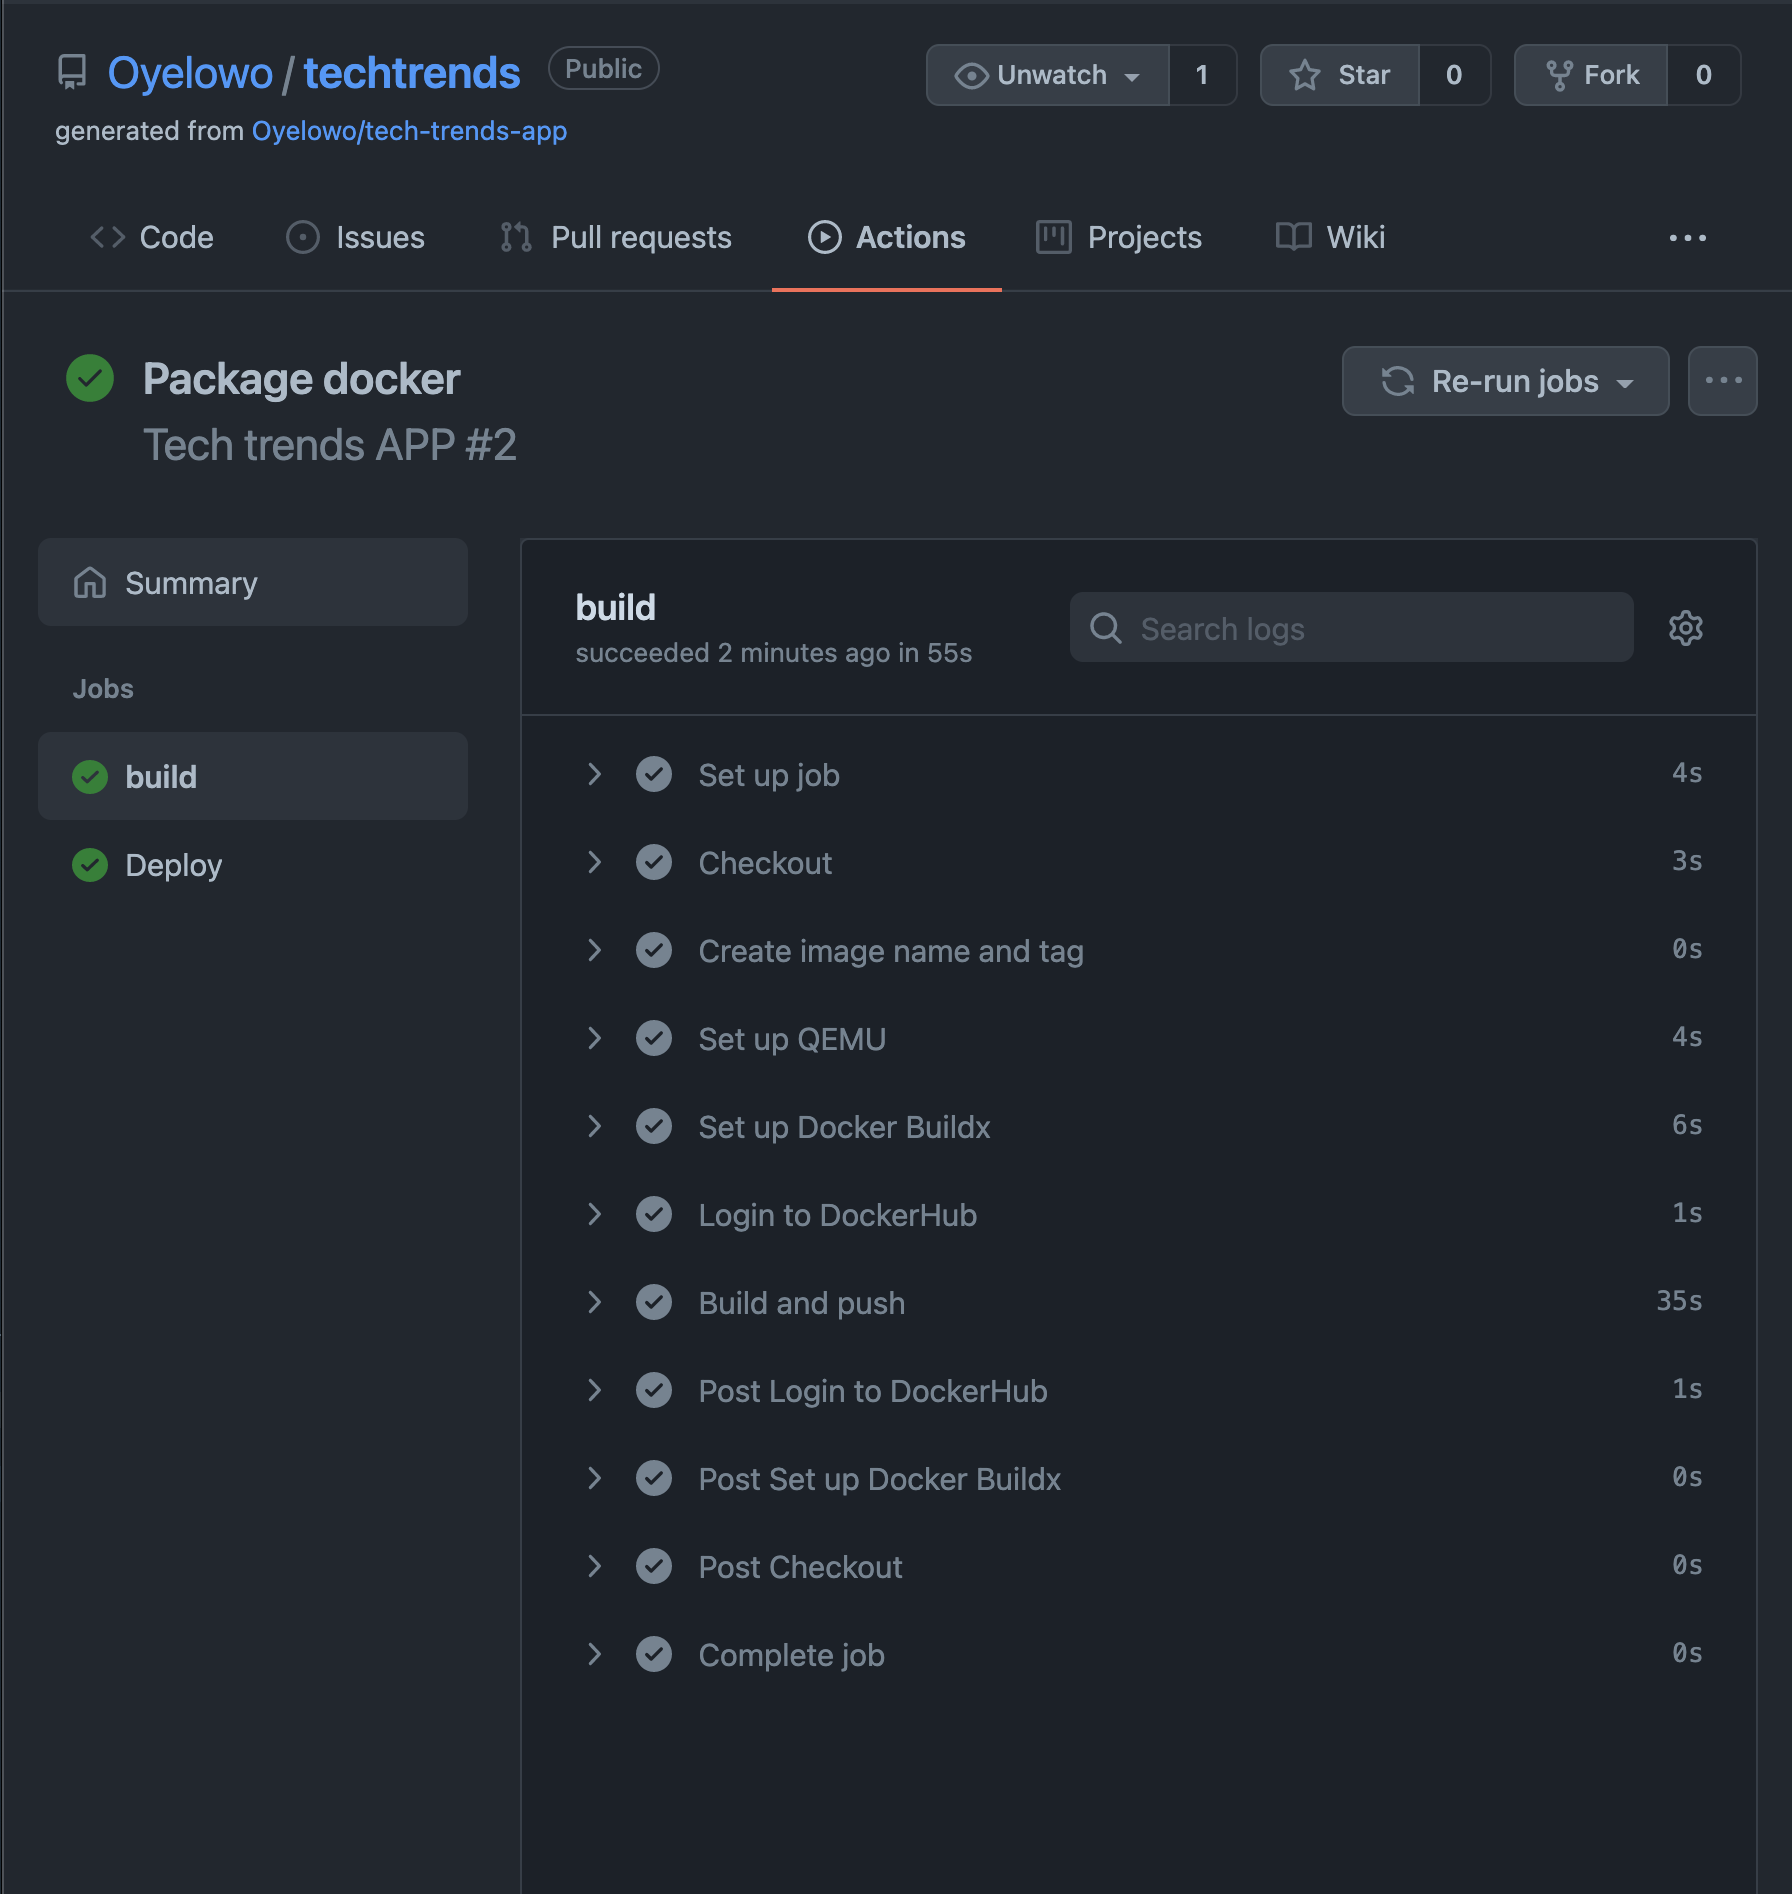 Oyelowo / techtrends Public Unwatch 1 Star 0 Fork 0
generated from Oyelowo/tech-trends-app
Code Issues Pull requests Actions Projects Wiki
Package docker
Re-run jobs
Tech trends APP #2
Summary
Jobs
build
Deploy
build
succeeded 2 minutes ago in 55s
Search logs
Set up job 4s
Checkout 3s
Create image name and tag 0s
Set up QEMU 4s
Set up Docker Buildx 6s
Login to DockerHub 1s
Build and push 35s
Post Login to DockerHub 1s
Post Set up Docker Buildx 0s
Post Checkout 0s
Complete job 0s